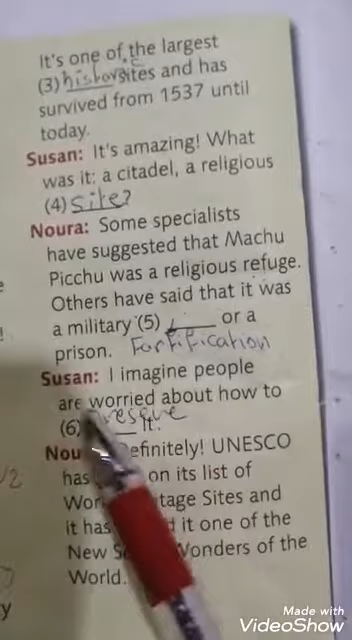 It's one of the largest
(3) historic sites and has
survived from 1537 until
today.
Susan: It's amazing! What
was it: a citadel, a religious
(4) site?
Noura: Some specialists
have suggested that Machu
Picchu was a religious refuge.
Others have said that it was
a military (5) ___ or a
prison. Fortification
Susan: I imagine people
are worried about how to
(6) it.
Nou efinitely! UNESCO
has on its list of
Wor tage Sites and
it has it one of the
New S Wonders of the
World.
Made with
VideoShow